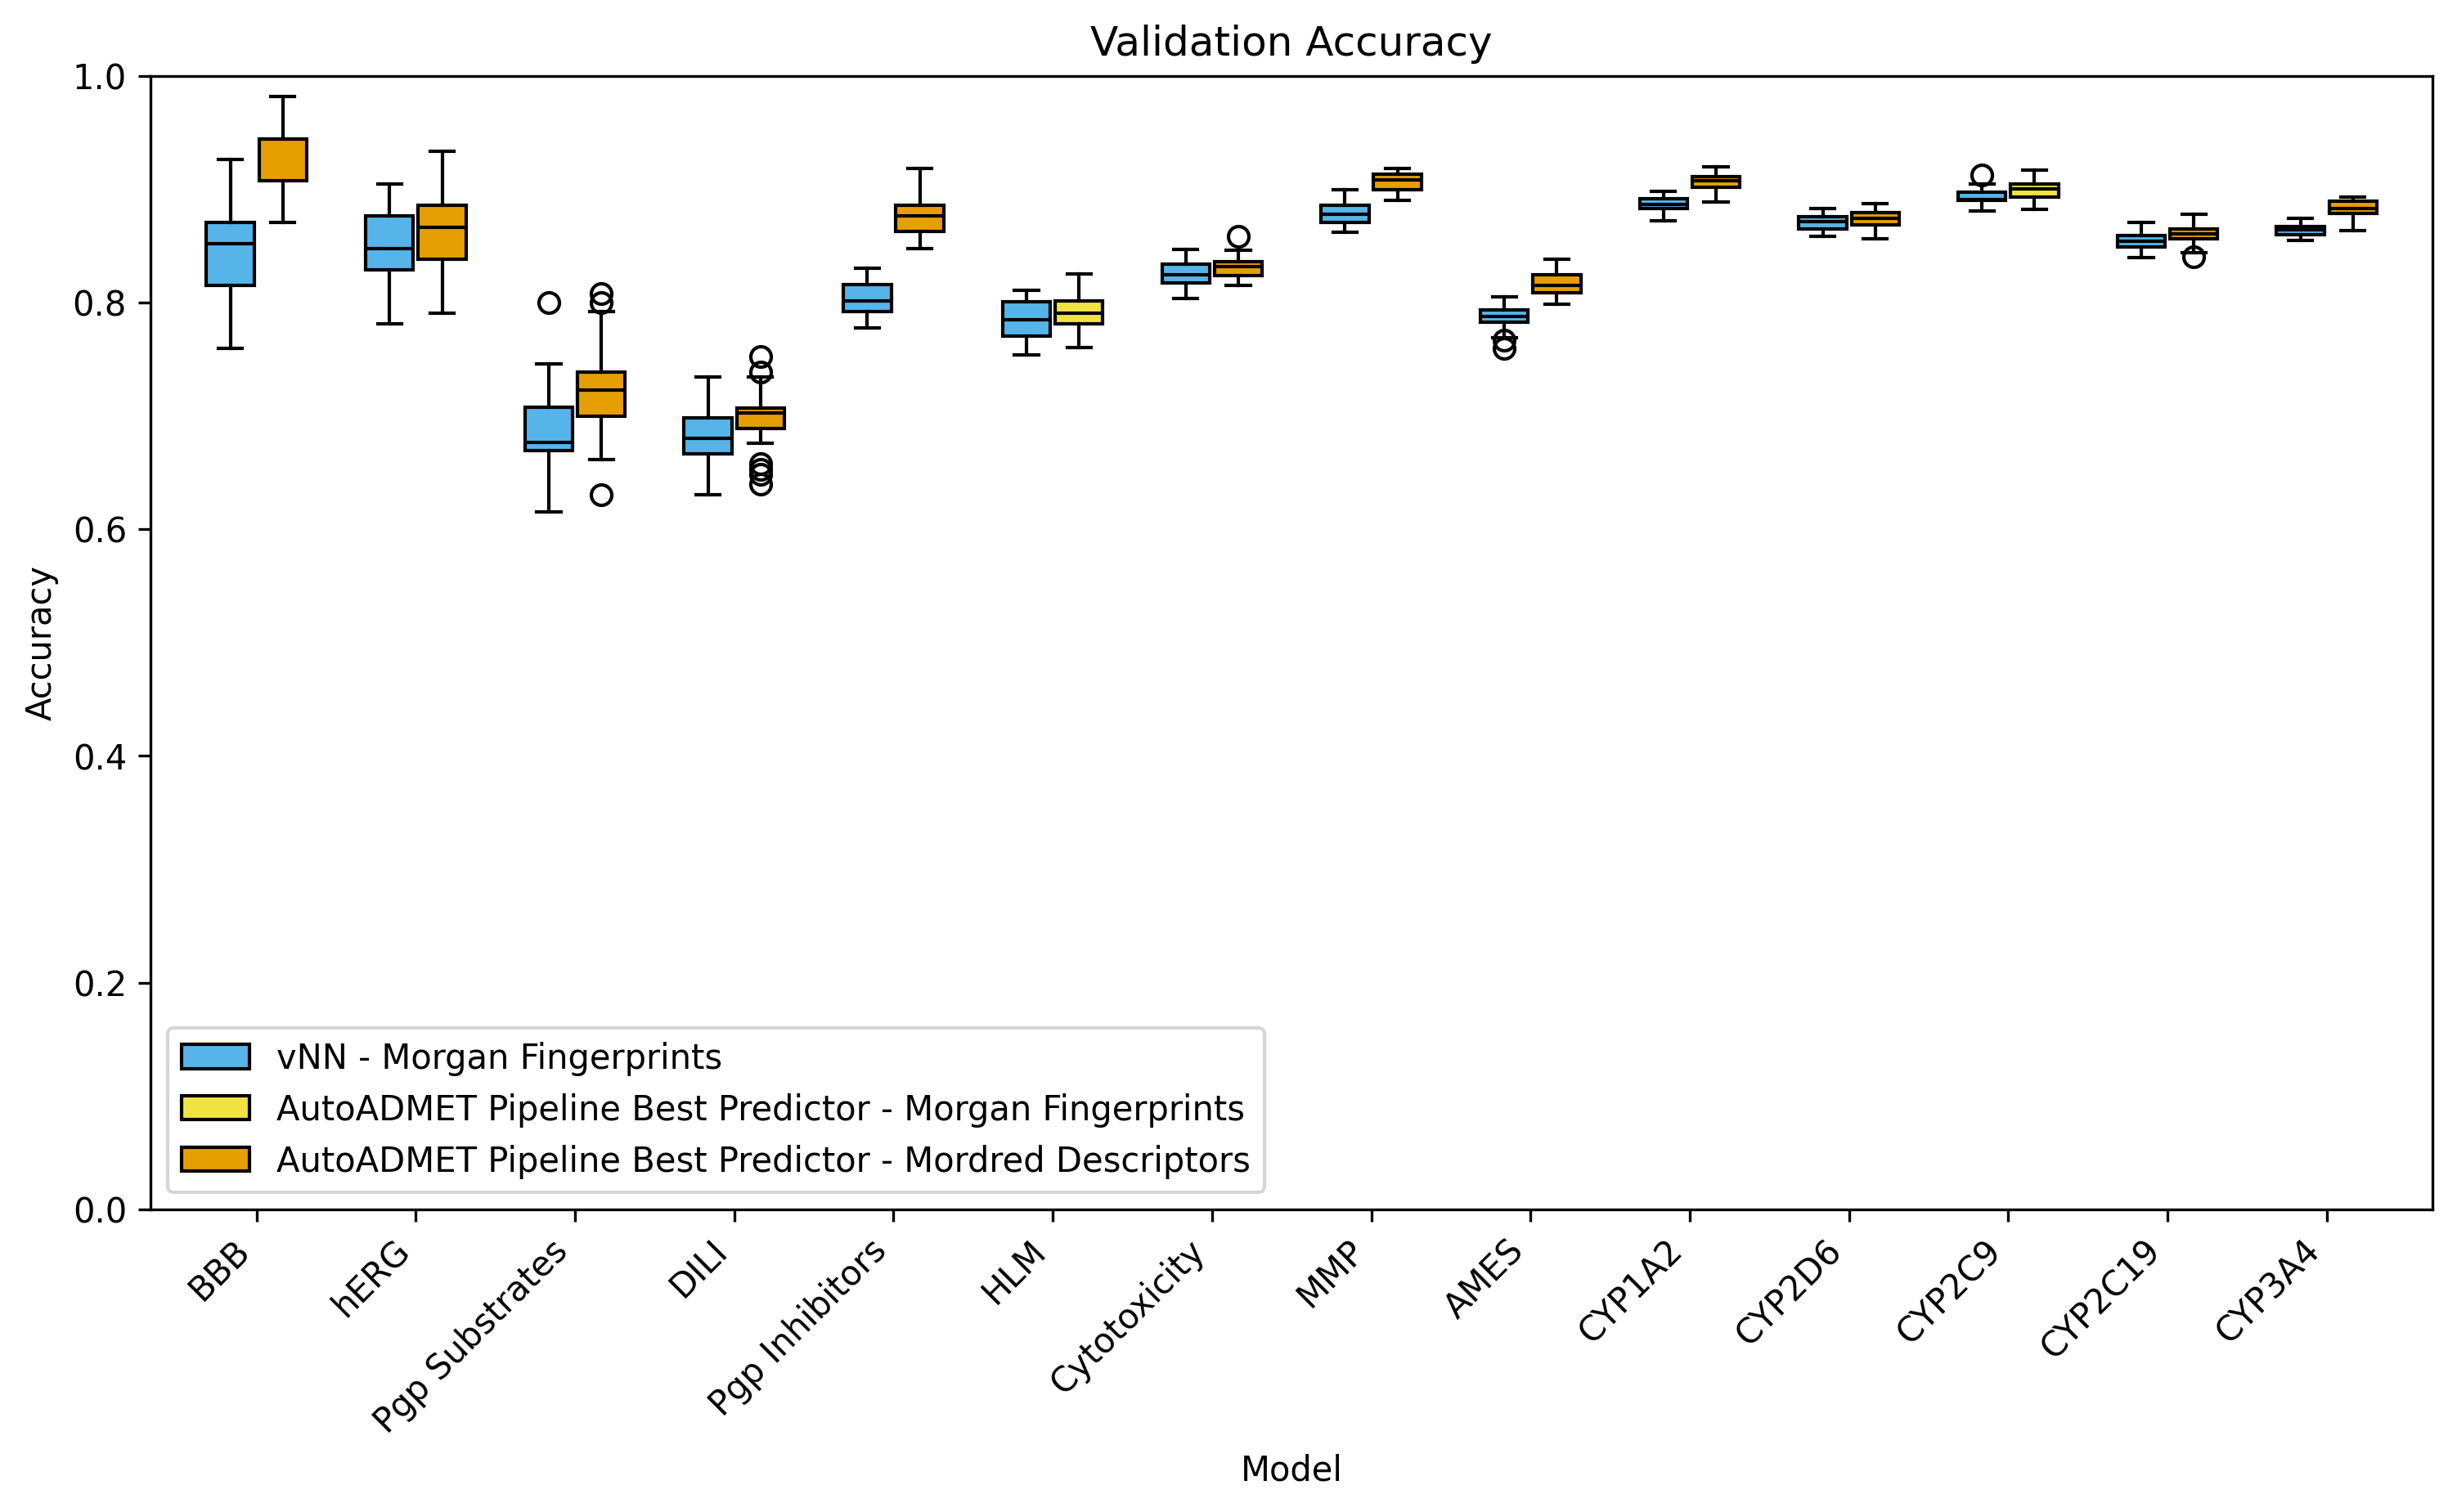 Validation Accuracy
1.0
0.8
0.6
0.4
0.2
0.0
Accuracy
vNN - Morgan Fingerprints
AutoADMET Pipeline Best Predictor - Morgan Fingerprints
AutoADMET Pipeline Best Predictor - Mordred Descriptors
BBB
hERG
Pgp Substrates
DILI
Pgp Inhibitors
HLM
Cytotoxicity
MMP
AMES
CYP1A2
CYP2D6
CYP2C9
CYP2C19
CYP3A4
Model